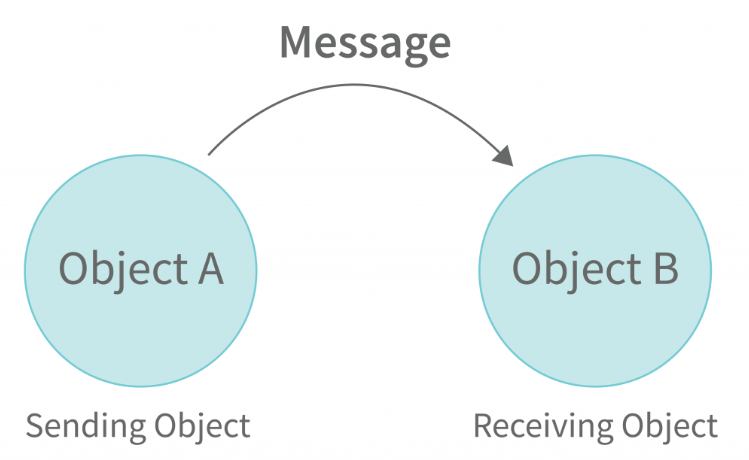 Message
Object A
Object B
Sending Object
Receiving Object